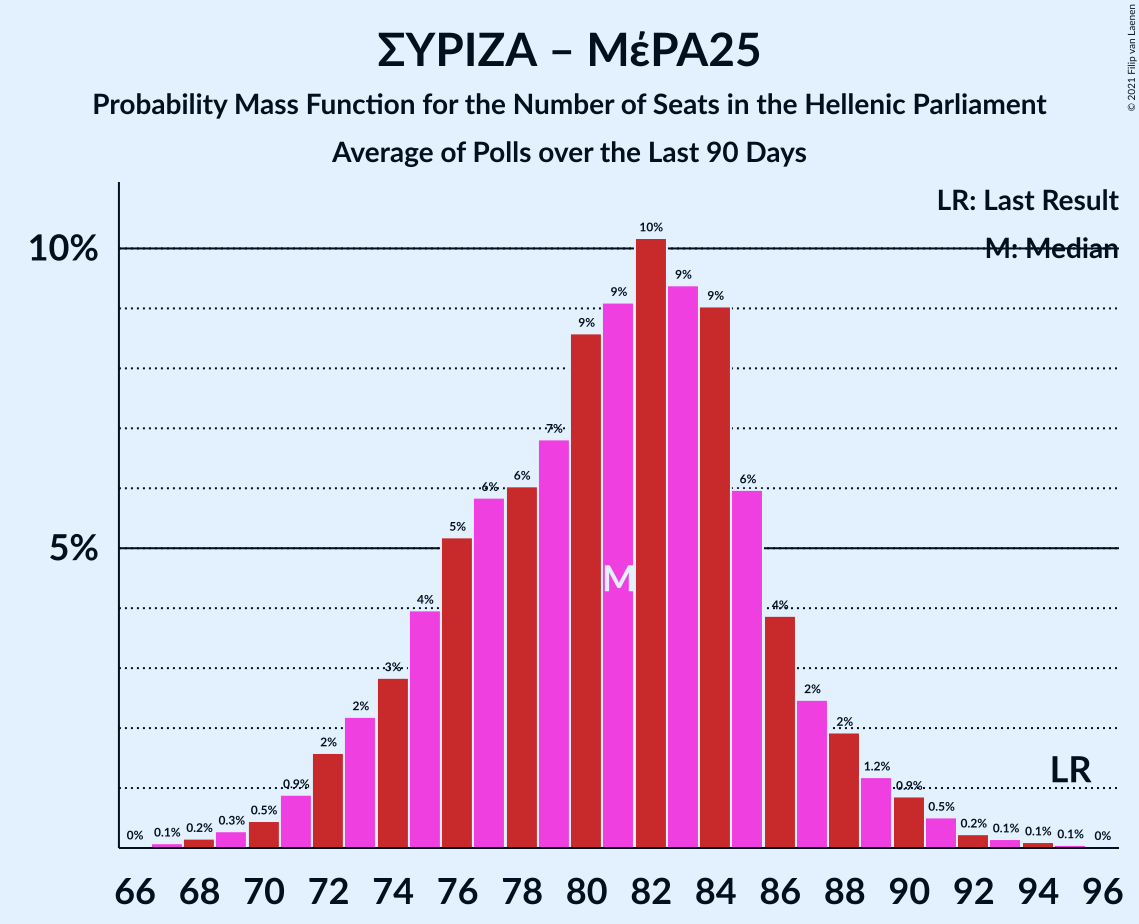 ΣΥΡΙΖΑ – ΜέΡΑ25
Probability Mass Function for the Number of Seats in the Hellenic Parliament
Average of Polls over the Last 90 Days
© 2021 Filip van Laenen
LR: Last Result
M: Median
10%
5%
0% 0.1% 0.2% 0.3% 0.5% 0.9% 2% 2% 3% 4% 5% 6% 6% 7% 9% 9% 10% 9% 9% 6% 4% 2% 2% 1.2% 0.9% 0.5% 0.2% 0.1% 0.1% 0.1% 0%
M
LR
66 68 70 72 74 76 78 80 82 84 86 88 90 92 94 96